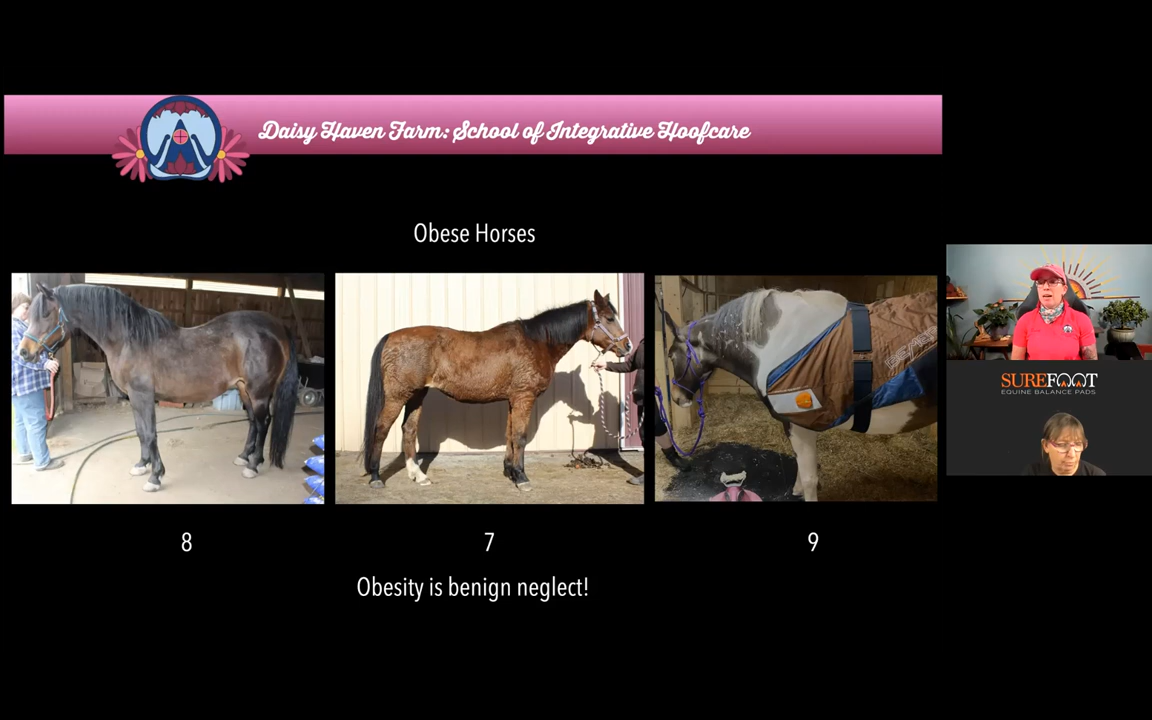 Daisy Haven Farm: School of Integrative Hoofcare
Obese Horses
8
7
9
Obesity is benign neglect!
SUREFOOT
EQUINE BALANCE PADS